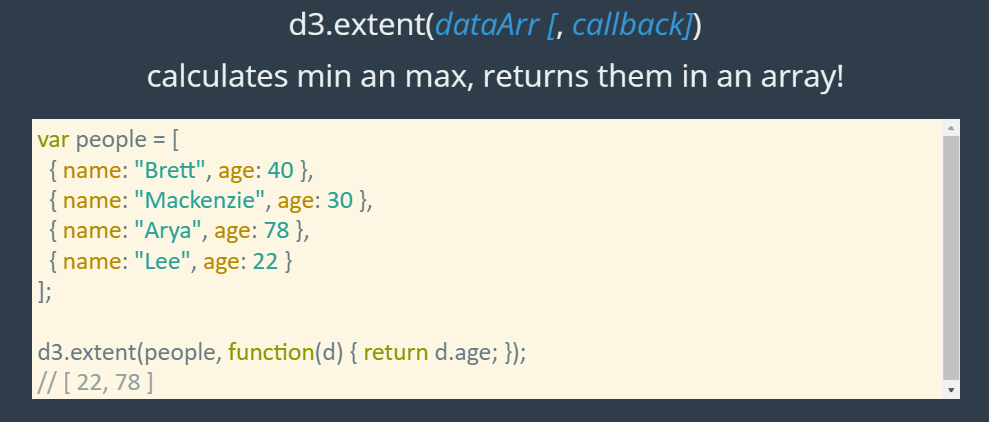 d3.extent(dataArr [, callback])
calculates min an max, returns them in an array!
var people = [
  { name: "Brett", age: 40 },
  { name: "Mackenzie", age: 30 },
  { name: "Arya", age: 78 },
  { name: "Lee", age: 22 }
];

d3.extent(people, function(d) { return d.age; });
// [ 22, 78 ]